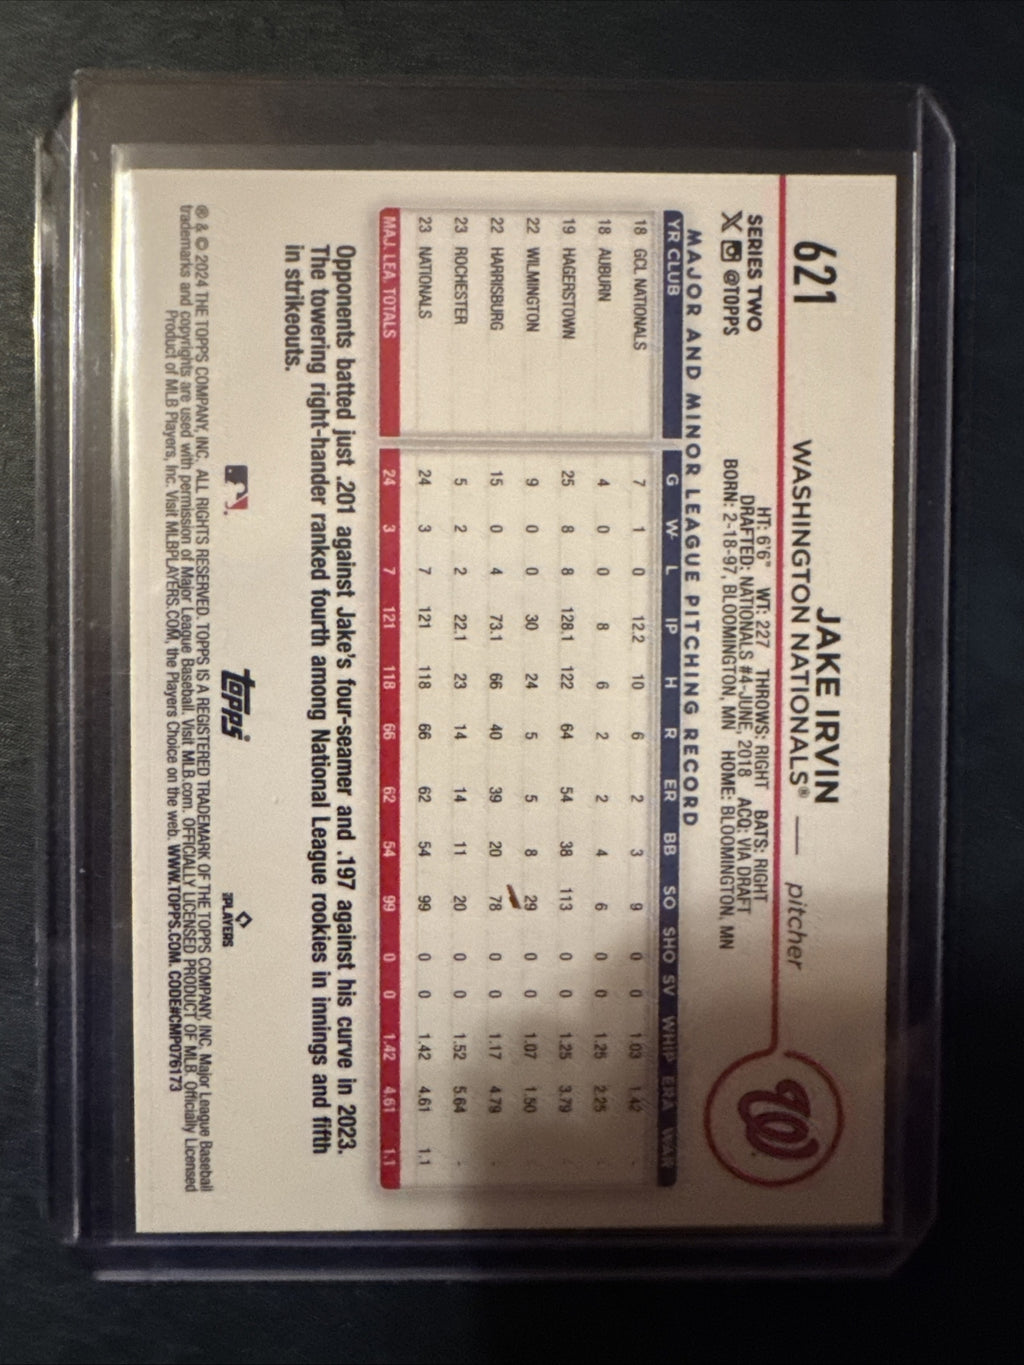 621
JAKE IRVIN
WASHINGTON NATIONALS® — pitcher
SERIES TWO
@TOPPS
HT: 6'6" WT: 227 THROWS: RIGHT BATS: RIGHT
DRAFTED: NATIONALS #4-JUNE, 2018 ACQ: VIA DRAFT
BORN: 2-18-97, BLOOMINGTON, MN HOME: BLOOMINGTON, MN
W
MAJOR AND MINOR LEAGUE PITCHING RECORD
YR CLUB G W- L IP H R ER BB SO SHO SV WHIP ERA WAR
18 GCL NATIONALS 7 1 0 12.2 10 6 2 3 9 0 0 1.03 1.42 -
18 AUBURN 4 0 0 8 6 2 2 4 6 0 0 1.25 2.25 -
19 HAGERSTOWN 25 8 8 128.1 122 64 54 38 113 0 0 1.25 3.79 -
22 WILMINGTON 9 0 0 30 24 5 5 8 29 0 0 1.07 1.50 -
22 HARRISBURG 15 0 4 73.1 66 40 39 20 78 0 0 1.17 4.79 -
23 ROCHESTER 5 2 2 22.1 23 14 14 11 20 0 0 1.52 5.64 -
23 NATIONALS 24 3 7 121 118 66 62 54 99 0 0 1.42 4.61 1.1
MAJ. LEA. TOTALS 24 3 7 121 118 66 62 54 99 0 0 1.42 4.61 1.1
Opponents batted just .201 against Jake's four-seamer and .197 against his curve in 2023.
The towering right-hander ranked fourth among National League rookies in innings and fifth
in strikeouts.
topps®
PLAYERS
® & © 2024 THE TOPPS COMPANY, INC. ALL RIGHTS RESERVED. TOPPS IS A REGISTERED TRADEMARK OF THE TOPPS COMPANY, INC. Major League Baseball
trademarks and copyrights are used with permission of Major League Baseball. Visit MLB.com. OFFICIALLY LICENSED PRODUCT OF MLB. Officially Licensed
Product of MLB Players, Inc. Visit MLBPLAYERS.COM, the Players Choice on the web. WWW.TOPPS.COM. CODE#CMP076173